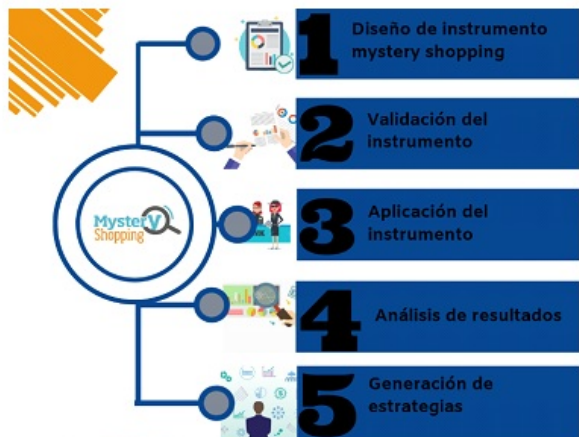 1
Diseño de instrumento
mystery shopping
2
Validación del
instrumento
Mystery
Shopping
3
Aplicación del
instrumento
4
Análisis de resultados
5
Generación de
estrategias